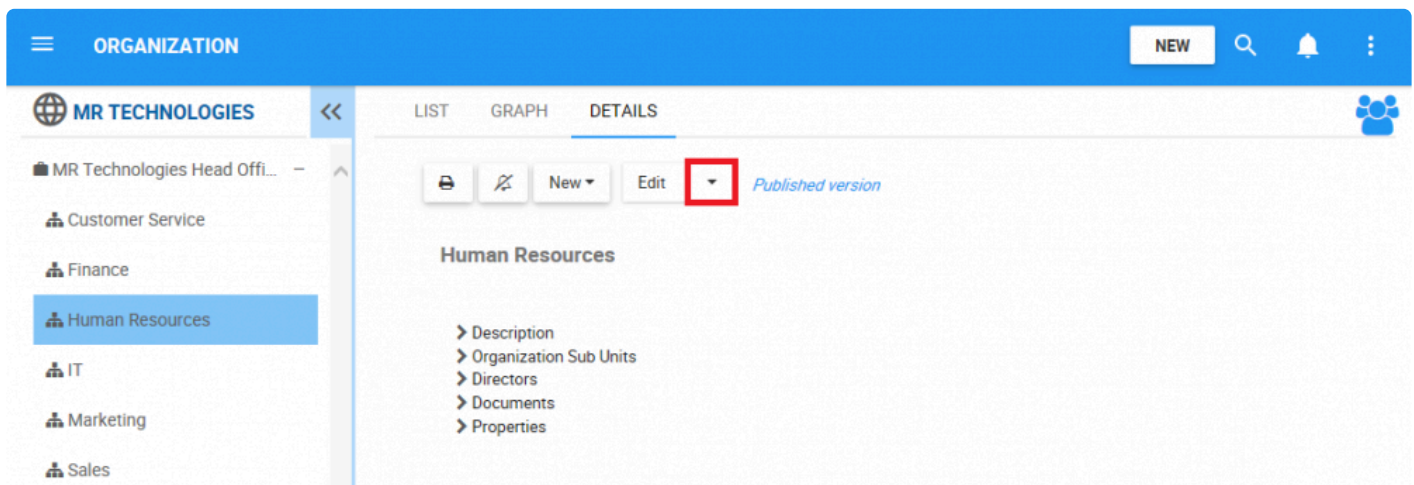 ORGANIZATION
NEW
MR TECHNOLOGIES
LIST GRAPH DETAILS
MR Technologies Head Offi...
New Edit Published version
Customer Service
Human Resources
Finance
Human Resources
Description
Organization Sub Units
IT
Directors
Documents
Marketing
Properties
Sales